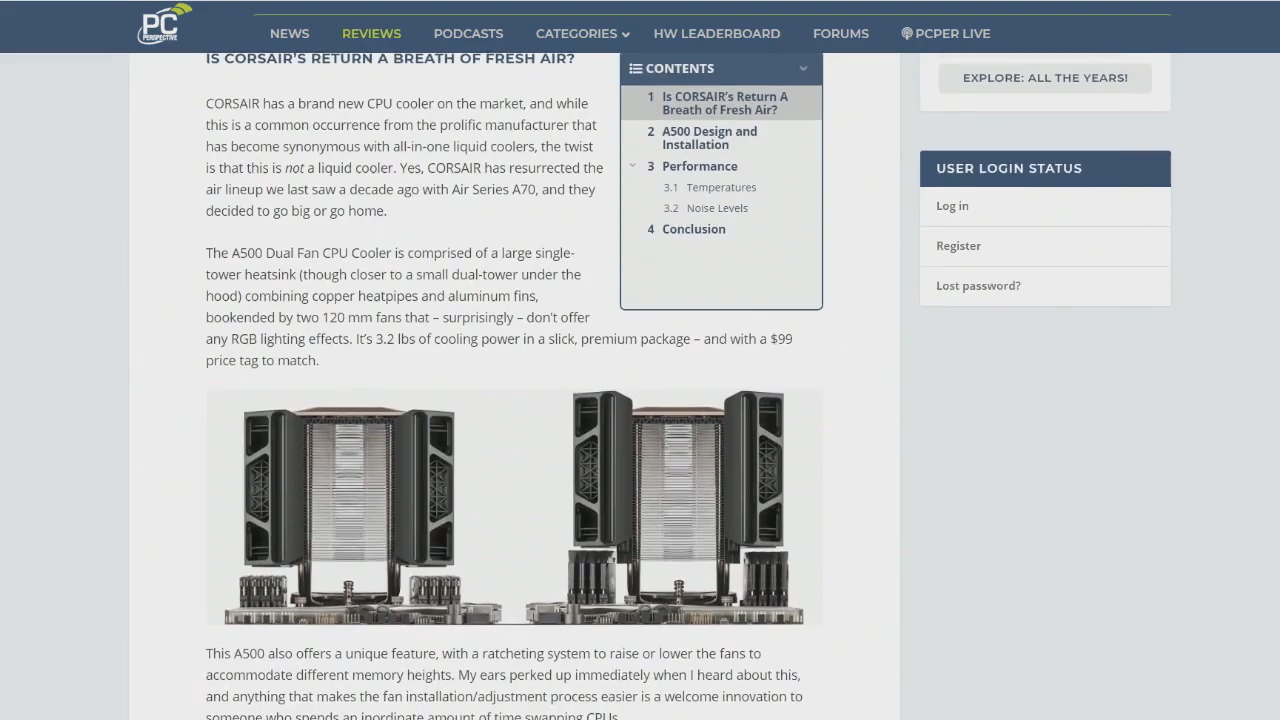 PC
PERSPECTIVE
NEWS
REVIEWS
PODCASTS
CATEGORIES
HW LEADERBOARD
FORUMS
PCPER LIVE
IS CORSAIR'S RETURN A BREATH OF FRESH AIR?
CORSAIR has a brand new CPU cooler on the market, and while
this is a common occurrence from the prolific manufacturer that
has become synonymous with all-in-one liquid coolers, the twist
is that this is not a liquid cooler. Yes, CORSAIR has resurrected the
air lineup we last saw a decade ago with Air Series A70, and they
decided to go big or go home.
The A500 Dual Fan CPU Cooler is comprised of a large single-
tower heatsink (though closer to a small dual-tower under the
hood) combining copper heatpipes and aluminum fins,
bookended by two 120 mm fans that – surprisingly – don't offer
any RGB lighting effects. It's 3.2 lbs of cooling power in a slick, premium package – and with a $99
price tag to match.
CONTENTS
1 Is CORSAIR's Return A
Breath of Fresh Air?
2 A500 Design and
Installation
3 Performance
3.1 Temperatures
3.2 Noise Levels
4 Conclusion
This A500 also offers a unique feature, with a ratcheting system to raise or lower the fans to
accommodate different memory heights. My ears perked up immediately when I heard about this,
and anything that makes the fan installation/adjustment process easier is a welcome innovation to
someone who spends an inordinate amount of time swapping CPUs.
EXPLORE: ALL THE YEARS!
USER LOGIN STATUS
Log in
Register
Lost password?